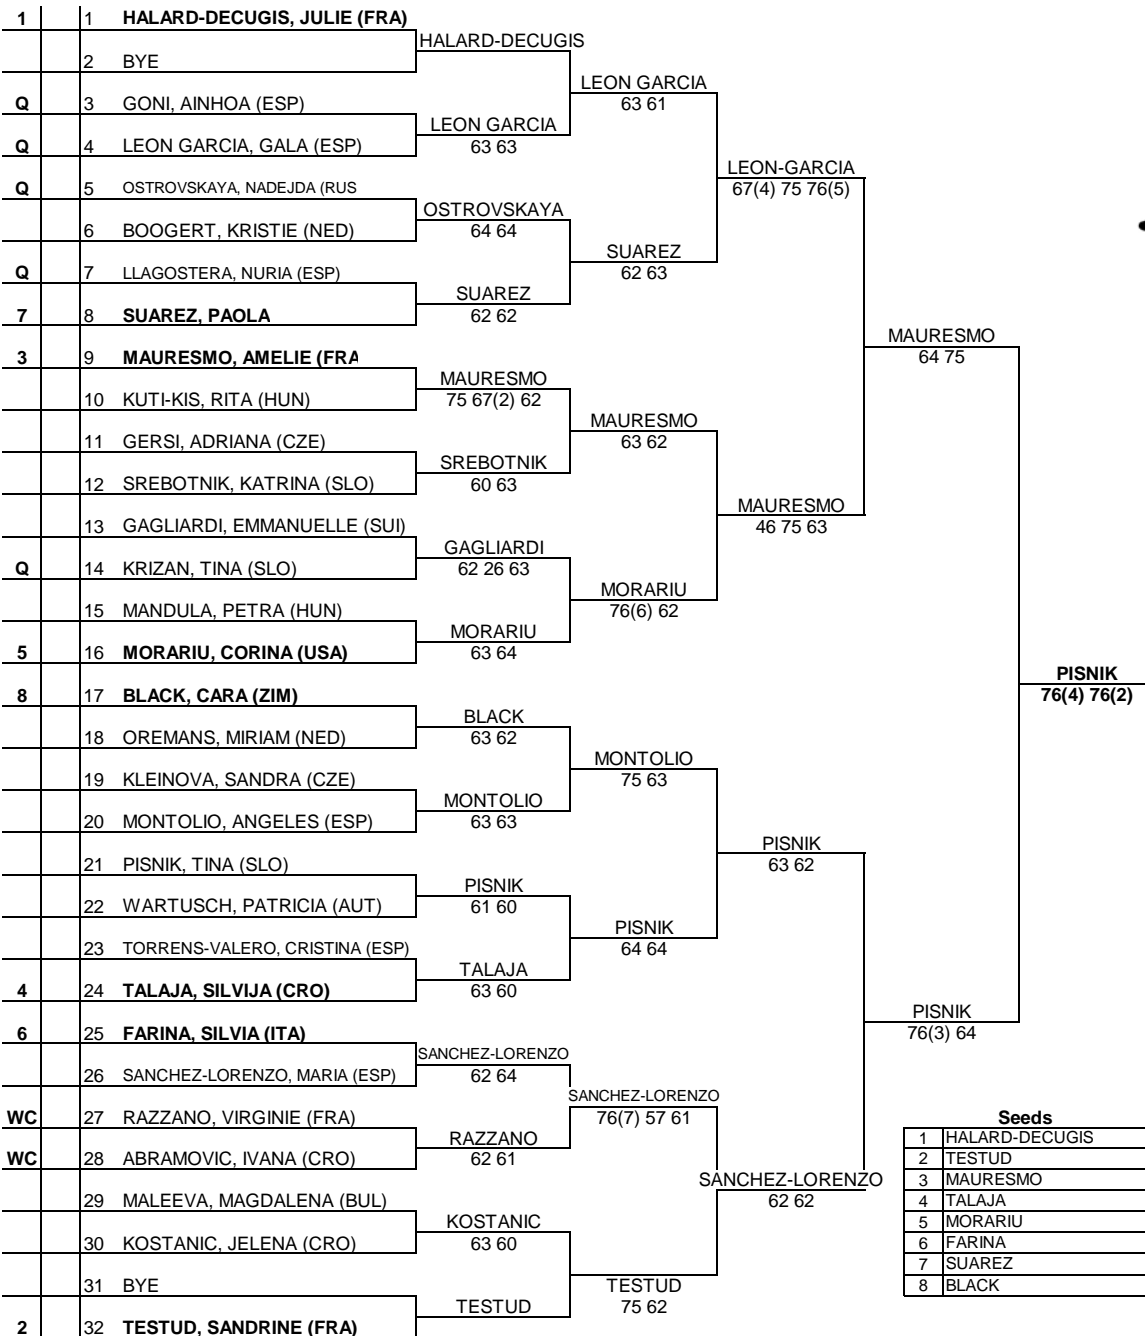 1 1 HALARD-DECUGIS, JULIE (FRA)
HALARD-DECUGIS
2 BYE
LEON GARCIA
63 61
Q 3 GONI, AINHOA (ESP)
LEON GARCIA
63 63
Q 4 LEON GARCIA, GALA (ESP)
LEON-GARCIA
67(4) 75 76(5)
Q 5 OSTROVSKAYA, NADEJDA (RUS
OSTROVSKAYA
64 64
6 BOOGERT, KRISTIE (NED)
SUAREZ
62 63
Q 7 LLAGOSTERA, NURIA (ESP)
SUAREZ
62 62
7 8 SUAREZ, PAOLA
MAURESMO
64 75
3 9 MAURESMO, AMELIE (FRA
MAURESMO
75 67(2) 62
10 KUTI-KIS, RITA (HUN)
MAURESMO
63 62
11 GERSI, ADRIANA (CZE)
SREBOTNIK
60 63
12 SREBOTNIK, KATRINA (SLO)
MAURESMO
46 75 63
13 GAGLIARDI, EMMANUELLE (SUI)
GAGLIARDI
62 26 63
Q 14 KRIZAN, TINA (SLO)
MORARIU
76(6) 62
15 MANDULA, PETRA (HUN)
MORARIU
63 64
5 16 MORARIU, CORINA (USA)
PISNIK
76(4) 76(2)
8 17 BLACK, CARA (ZIM)
BLACK
63 62
18 OREMANS, MIRIAM (NED)
MONTOLIO
75 63
19 KLEINOVA, SANDRA (CZE)
MONTOLIO
63 63
20 MONTOLIO, ANGELES (ESP)
PISNIK
63 62
21 PISNIK, TINA (SLO)
PISNIK
61 60
22 WARTUSCH, PATRICIA (AUT)
PISNIK
64 64
23 TORRENS-VALERO, CRISTINA (ESP)
TALAJA
63 60
4 24 TALAJA, SILVIJA (CRO)
PISNIK
76(3) 64
6 25 FARINA, SILVIA (ITA)
SANCHEZ-LORENZO
62 64
26 SANCHEZ-LORENZO, MARIA (ESP)
SANCHEZ-LORENZO
76(7) 57 61
WC 27 RAZZANO, VIRGINIE (FRA)
RAZZANO
62 61
WC 28 ABRAMOVIC, IVANA (CRO)
SANCHEZ-LORENZO
62 62
29 MALEEVA, MAGDALENA (BUL)
KOSTANIC
63 60
30 KOSTANIC, JELENA (CRO)
TESTUD
75 62
31 BYE
TESTUD
2 32 TESTUD, SANDRINE (FRA)
Seeds
1 HALARD-DECUGIS
2 TESTUD
3 MAURESMO
4 TALAJA
5 MORARIU
6 FARINA
7 SUAREZ
8 BLACK